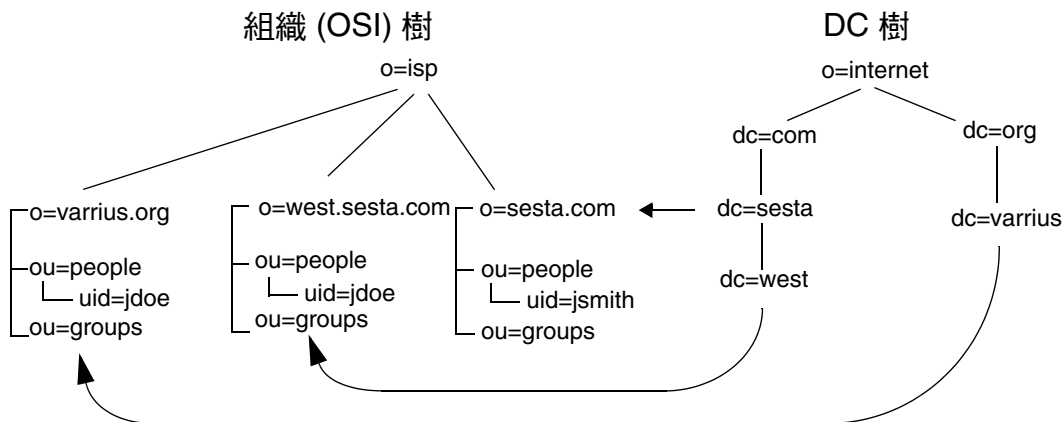 組織 (OSI) 樹
DC 樹
o=isp
o=internet
dc=com
dc=org
o=varrius.org
o=west.sesta.com
o=sesta.com
dc=sesta
dc=varrius
ou=people
ou=people
ou=people
dc=west
uid=jdoe
uid=jdoe
uid=jsmith
ou=groups
ou=groups
ou=groups